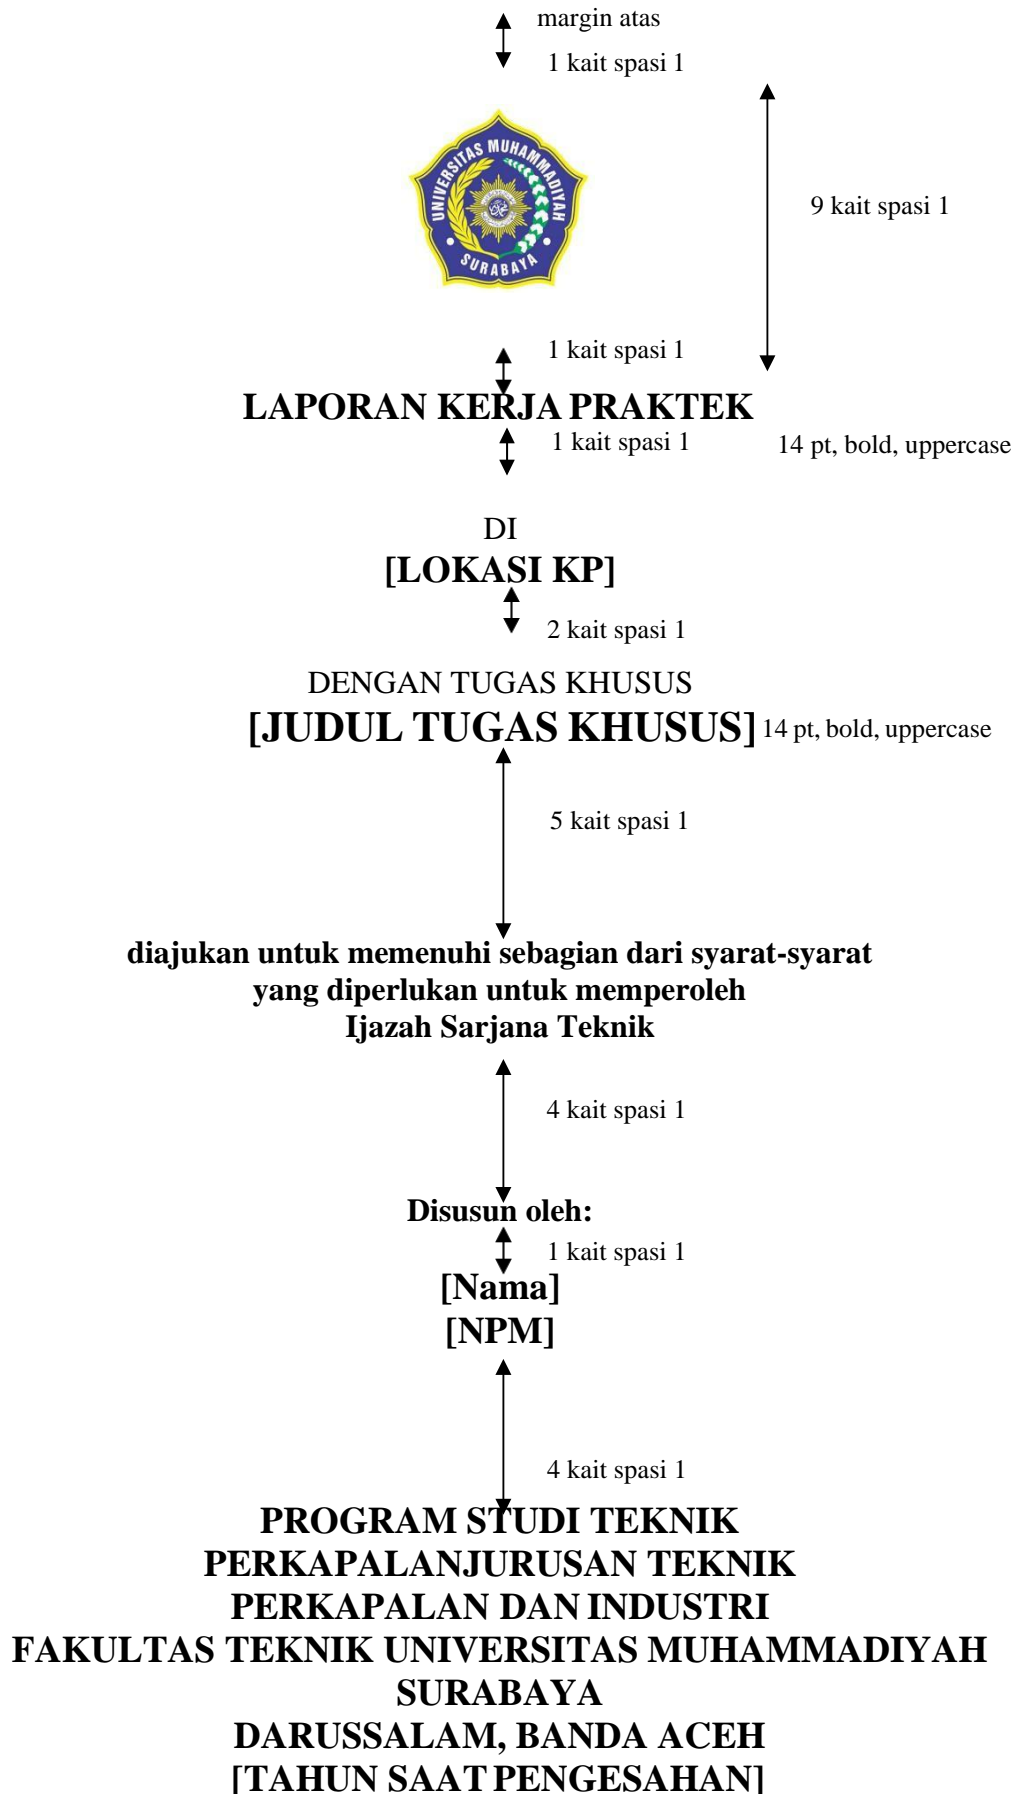 margin atas
1 kait spasi 1
UNIVERSITAS MUHAMMADIYAH
SURABAYA
9 kait spasi 1
1 kait spasi 1
LAPORAN KERJA PRAKTEK
1 kait spasi 1
14 pt, bold, uppercase
DI
[LOKASI KP]
2 kait spasi 1
DENGAN TUGAS KHUSUS
[JUDUL TUGAS KHUSUS] 14 pt, bold, uppercase
5 kait spasi 1
diajukan untuk memenuhi sebagian dari syarat-syarat
yang diperlukan untuk memperoleh
Ijazah Sarjana Teknik
4 kait spasi 1
Disusun oleh:
1 kait spasi 1
[Nama]
[NPM]
4 kait spasi 1
PROGRAM STUDI TEKNIK
PERKAPALANJURUSAN TEKNIK
PERKAPALAN DAN INDUSTRI
FAKULTAS TEKNIK UNIVERSITAS MUHAMMADIYAH
SURABAYA
DARUSSALAM, BANDA ACEH
[TAHUN SAAT PENGESAHAN]